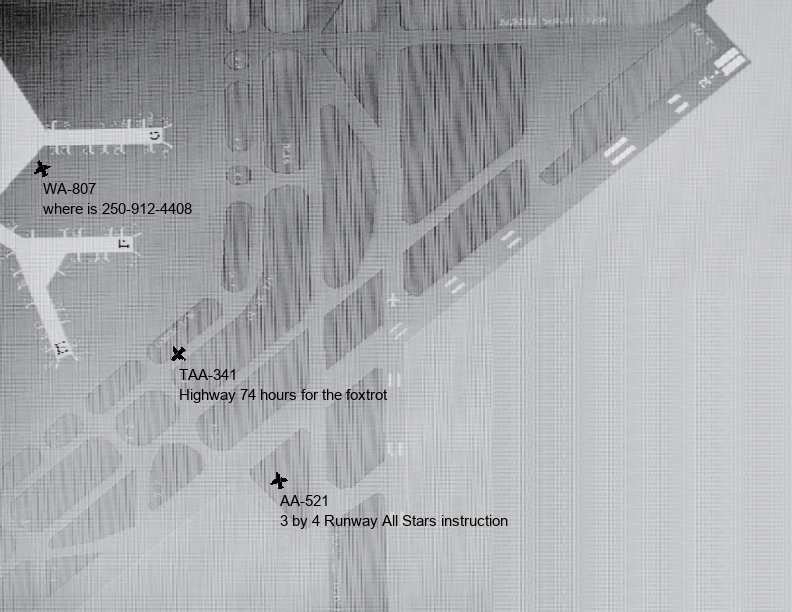 G
WA-807
where is 250-912-4408
F
E
TAA-341
Highway 74 hours for the foxtrot
AA-521
3 by 4 Runway All Stars instruction